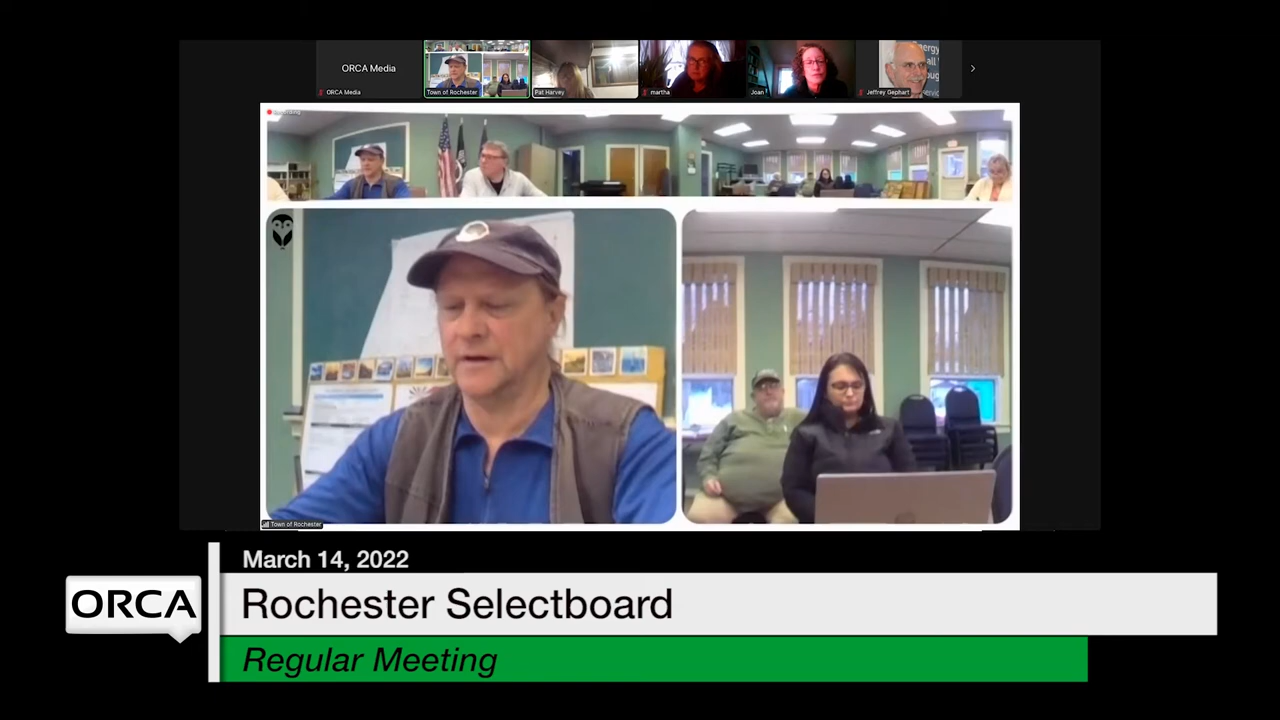 ORCA Media
ORCA Media
Town of Rochester
Pat Harvey
martha
Joan
Jeffrey Gephart
Town of Rochester
March 14, 2022
ORCA
Rochester Selectboard
Regular Meeting